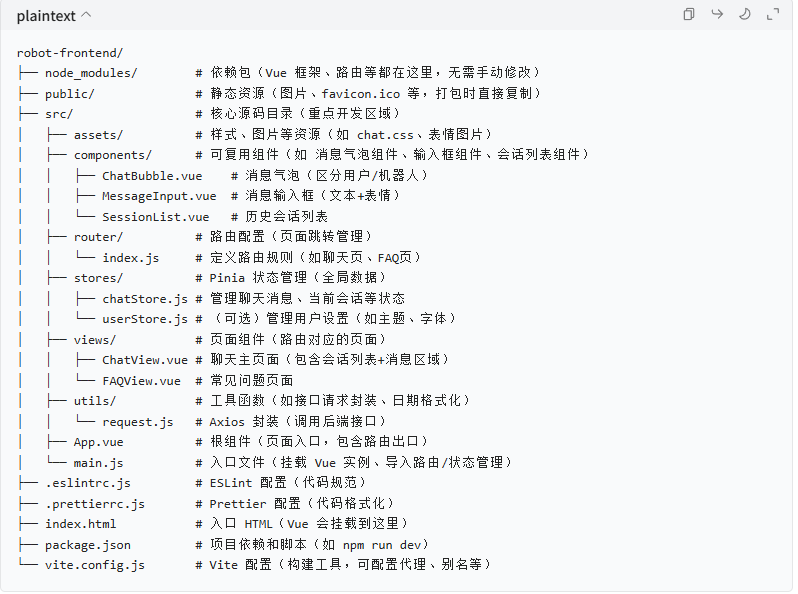 plaintext
robot-frontend/
├── node_modules/        # 依赖包（Vue 框架、路由等都在这里，无需手动修改）
├── public/              # 静态资源（图片、favicon.ico 等，打包时直接复制）
├── src/                 # 核心源码目录（重点开发区域）
│   ├── assets/          # 样式、图片等资源（如 chat.css、表情图片）
│   ├── components/      # 可复用组件（如 消息气泡组件、输入框组件、会话列表组件）
│   │   ├── ChatBubble.vue    # 消息气泡（区分用户/机器人）
│   │   ├── MessageInput.vue  # 消息输入框（文本+表情）
│   │   └── SessionList.vue   # 历史会话列表
│   ├── router/          # 路由配置（页面跳转管理）
│   │   └── index.js     # 定义路由规则（如聊天页、FAQ页）
│   ├── stores/          # Pinia 状态管理（全局数据）
│   │   ├── chatStore.js # 管理聊天消息、当前会话等状态
│   │   └── userStore.js # （可选）管理用户设置（如主题、字体）
│   ├── views/           # 页面组件（路由对应的页面）
│   │   ├── ChatView.vue # 聊天主页面（包含会话列表+消息区域）
│   │   └── FAQView.vue  # 常见问题页面
│   ├── utils/           # 工具函数（如接口请求封装、日期格式化）
│   │   └── request.js   # Axios 封装（调用后端接口）
│   ├── App.vue          # 根组件（页面入口，包含路由出口）
│   └── main.js          # 入口文件（挂载 Vue 实例、导入路由/状态管理）
├── .eslintrc.js         # ESLint 配置（代码规范）
├── .prettierrc.js       # Prettier 配置（代码格式化）
├── index.html           # 入口 HTML（Vue 会挂载到这里）
├── package.json         # 项目依赖和脚本（如 npm run dev）
└── vite.config.js       # Vite 配置（构建工具，可配置代理、别名等）